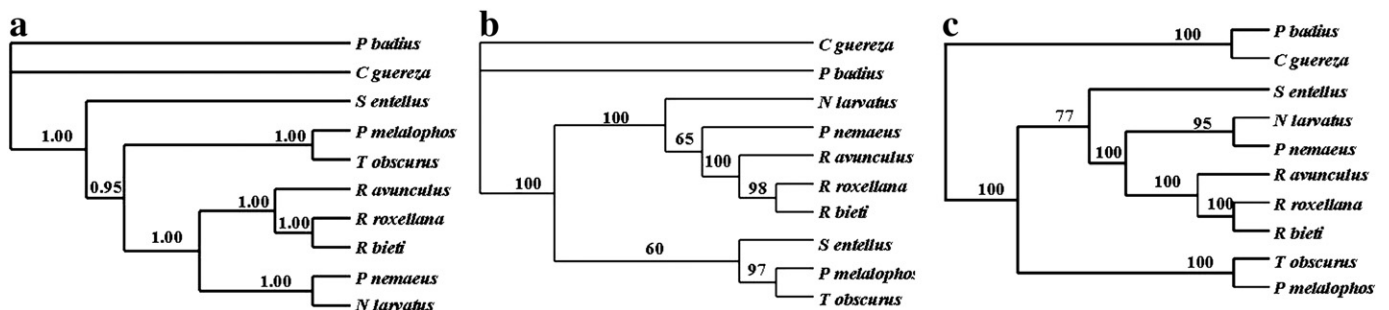 a
P badius
C guereza
S entellus
1.00
P melalophos
1.00
T obscurus
0.95
R avunculus
1.00
R roxellana
1.00
R bieti
1.00
P nemaeus
1.00
N larvatus
b
C guereza
P badius
N larvatus
100
P nemaeus
65
R avunculus
100
R roxellana
98
R bieti
100
S entellus
60
P melalophos
97
T obscurus
c
P badius
100
C guereza
S entellus
77
N larvatus
95
P nemaeus
100
R avunculus
100
R roxellana
100
R bieti
100
T obscurus
100
P melalophos